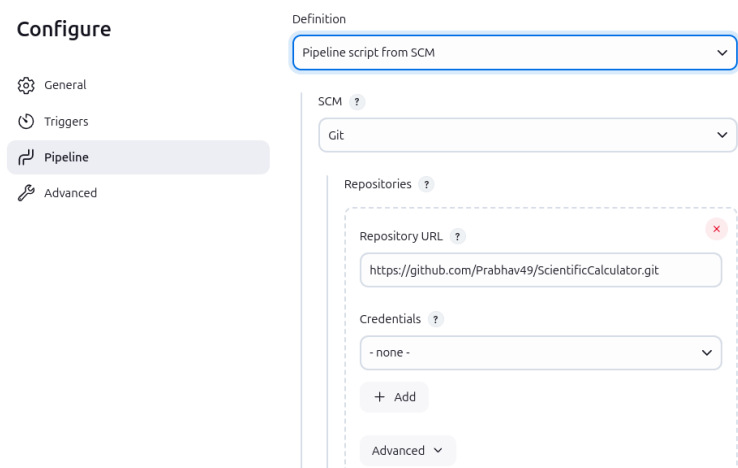 Configure
General
Triggers
Pipeline
Advanced
Definition
Pipeline script from SCM
SCM ?
Git
Repositories ?
Repository URL ?
https://github.com/Prabhav49/ScientificCalculator.git
Credentials ?
- none -
+ Add
Advanced